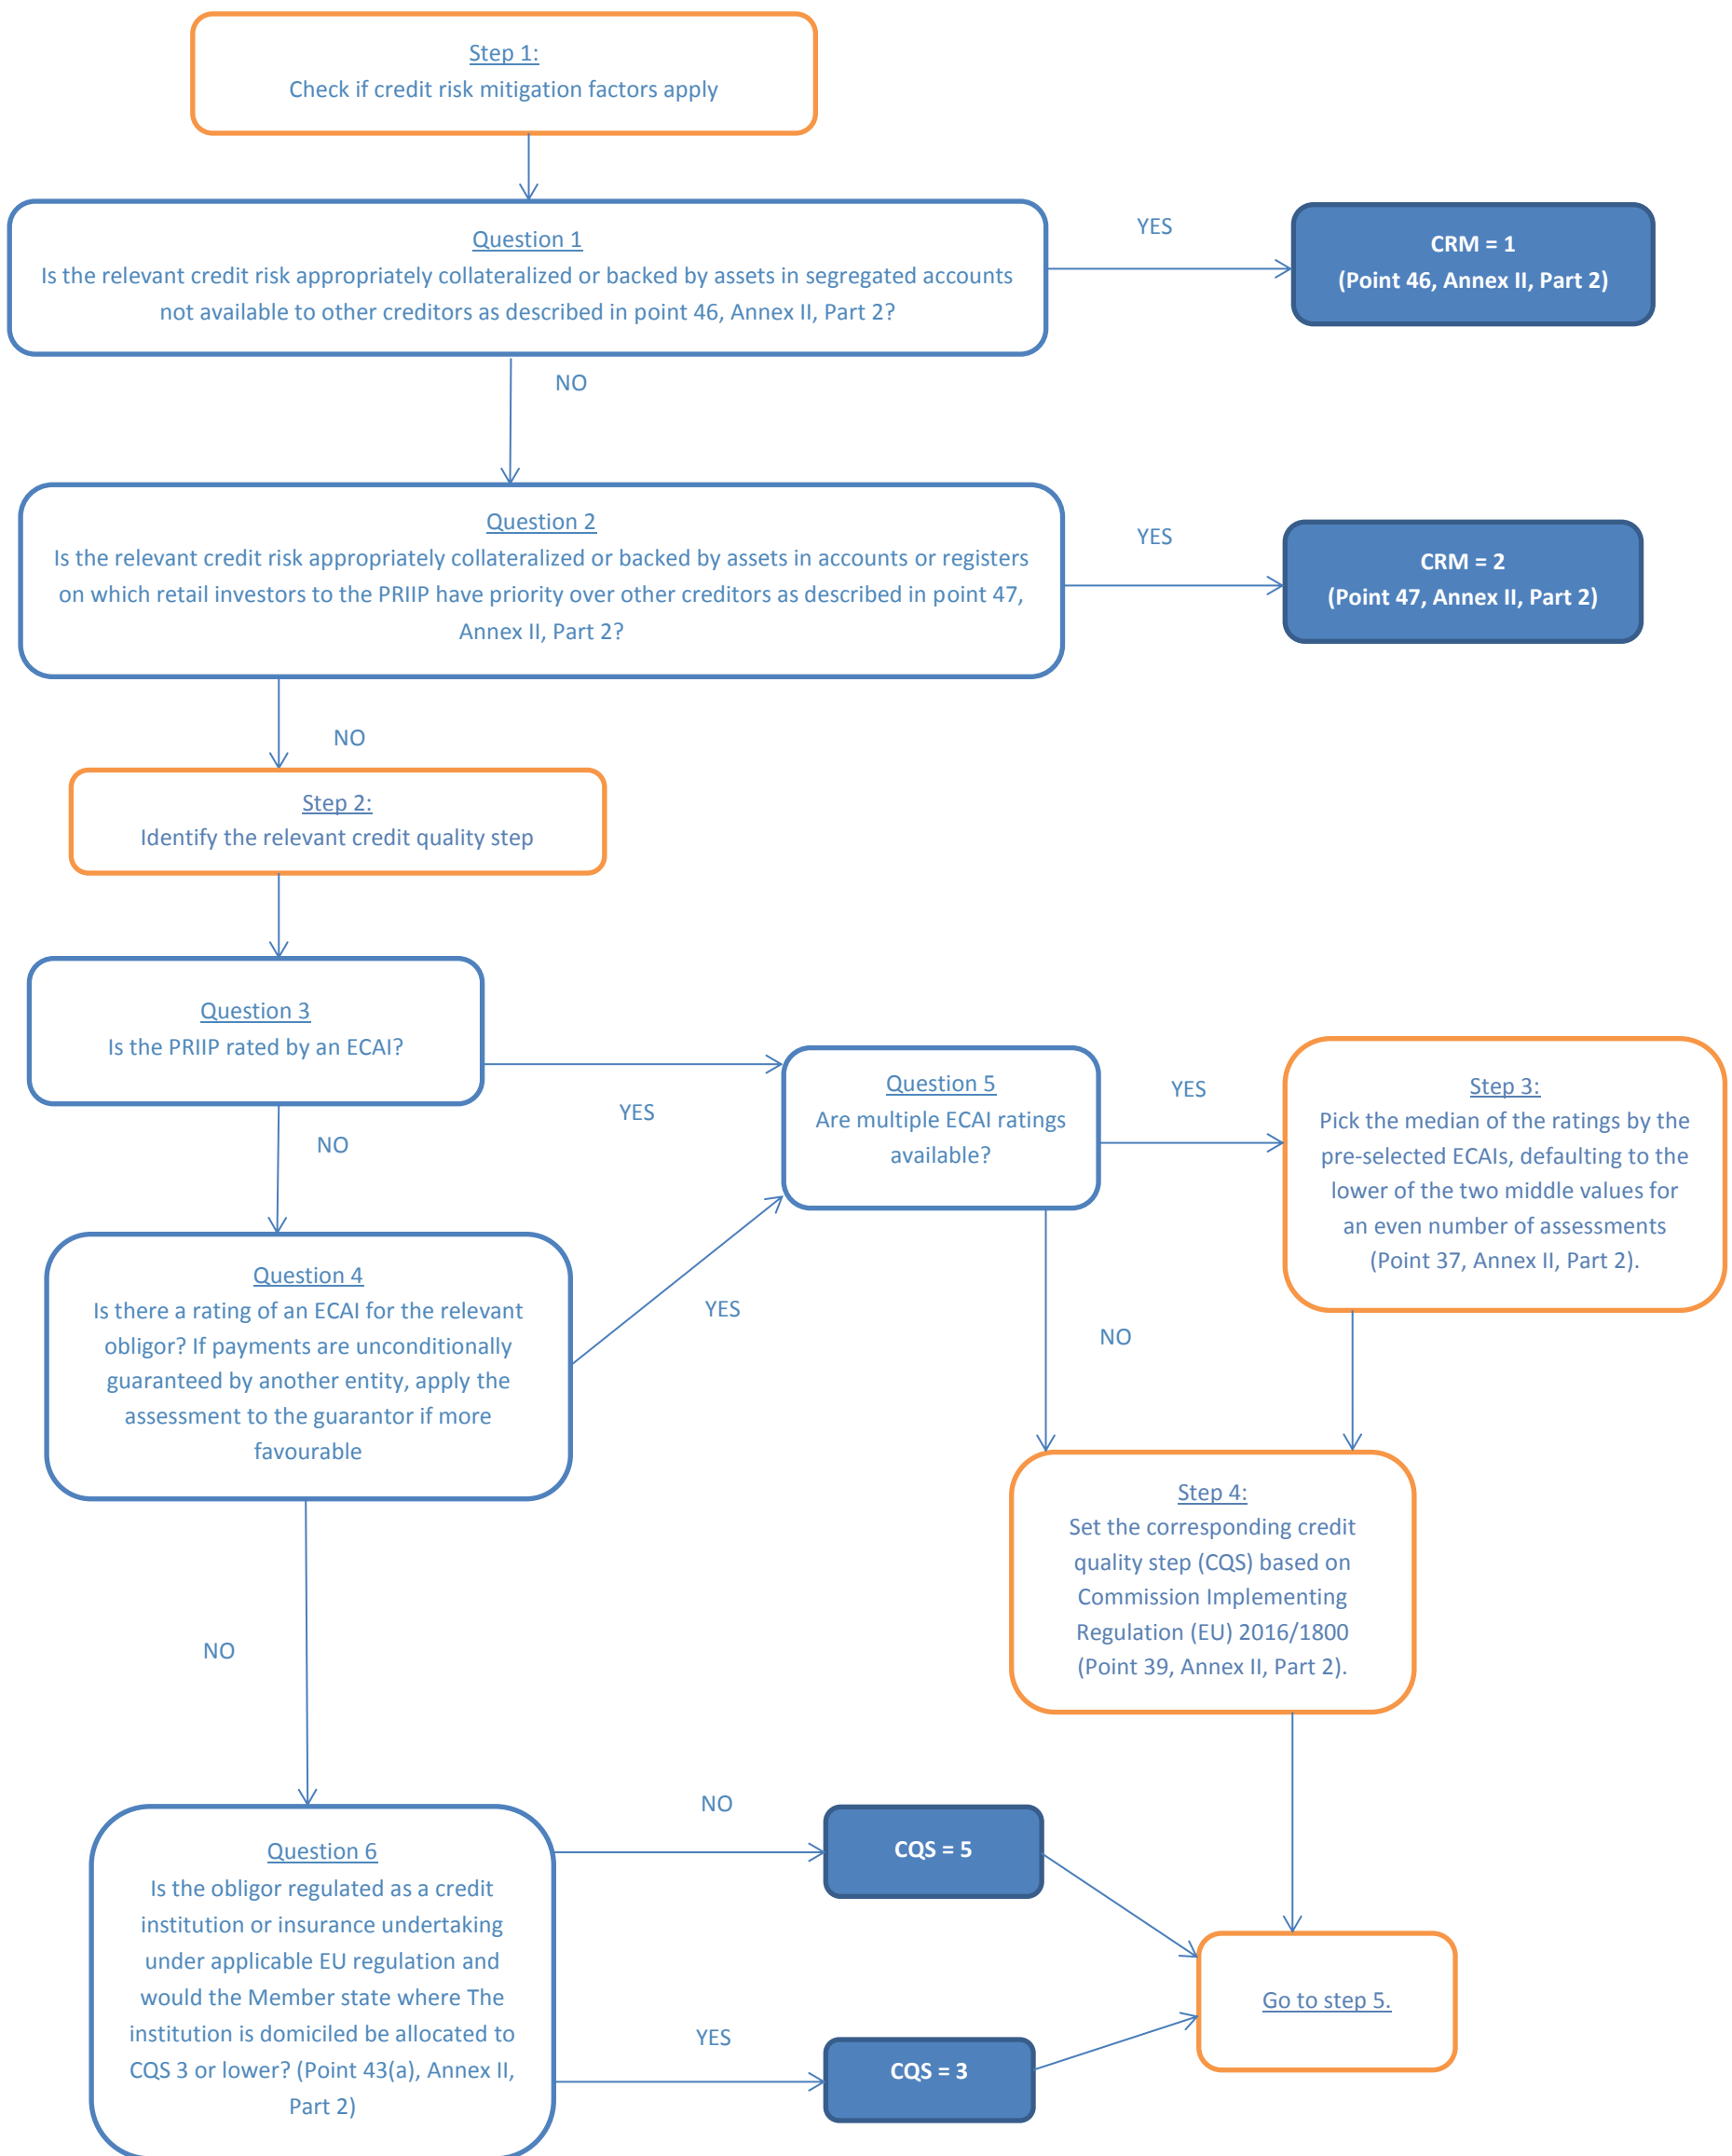 Step 1:
Check if credit risk mitigation factors apply
Question 1
Is the relevant credit risk appropriately collateralized or backed by assets in segregated accounts
not available to other creditors as described in point 46, Annex II, Part 2?
YES
CRM = 1
(Point 46, Annex II, Part 2)
NO
Question 2
Is the relevant credit risk appropriately collateralized or backed by assets in accounts or registers
on which retail investors to the PRIIP have priority over other creditors as described in point 47,
Annex II, Part 2?
YES
CRM = 2
(Point 47, Annex II, Part 2)
NO
Step 2:
Identify the relevant credit quality step
Question 3
Is the PRIIP rated by an ECAI?
YES
NO
Question 5
Are multiple ECAI ratings
available?
YES
Step 3:
Pick the median of the ratings by the
pre-selected ECAIs, defaulting to the
lower of the two middle values for
an even number of assessments
(Point 37, Annex II, Part 2).
Question 4
Is there a rating of an ECAI for the relevant
obligor? If payments are unconditionally
guaranteed by another entity, apply the
assessment to the guarantor if more
favourable
YES
NO
Step 4:
Set the corresponding credit
quality step (CQS) based on
Commission Implementing
Regulation (EU) 2016/1800
(Point 39, Annex II, Part 2).
NO
Question 6
Is the obligor regulated as a credit
institution or insurance undertaking
under applicable EU regulation and
would the Member state where The
institution is domiciled be allocated to
CQS 3 or lower? (Point 43(a), Annex II,
Part 2)
NO
CQS = 5
YES
CQS = 3
Go to step 5.